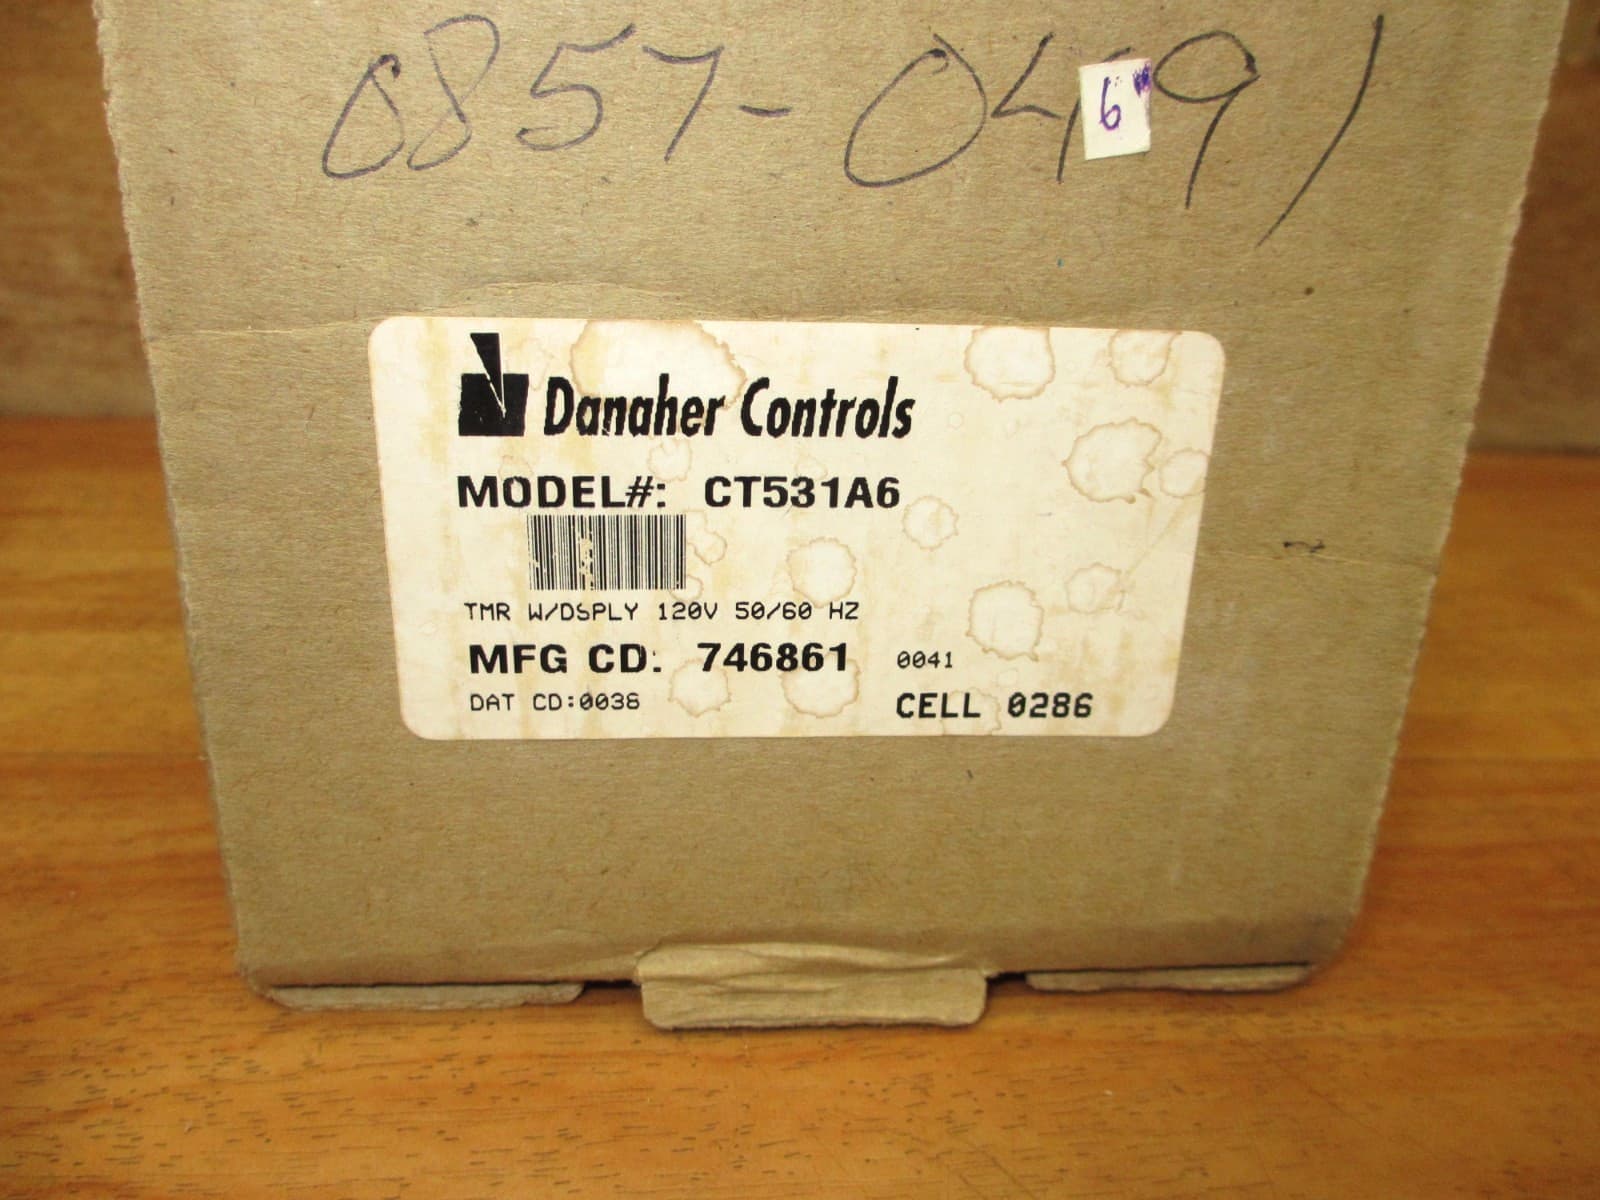 0857-0491
6"
Danaher Controls
MODEL#: CT531A6
TMR W/DSPLY 120V 50/60 HZ
MFG CD: 746861 0041
DAT CD:0038 CELL 0286